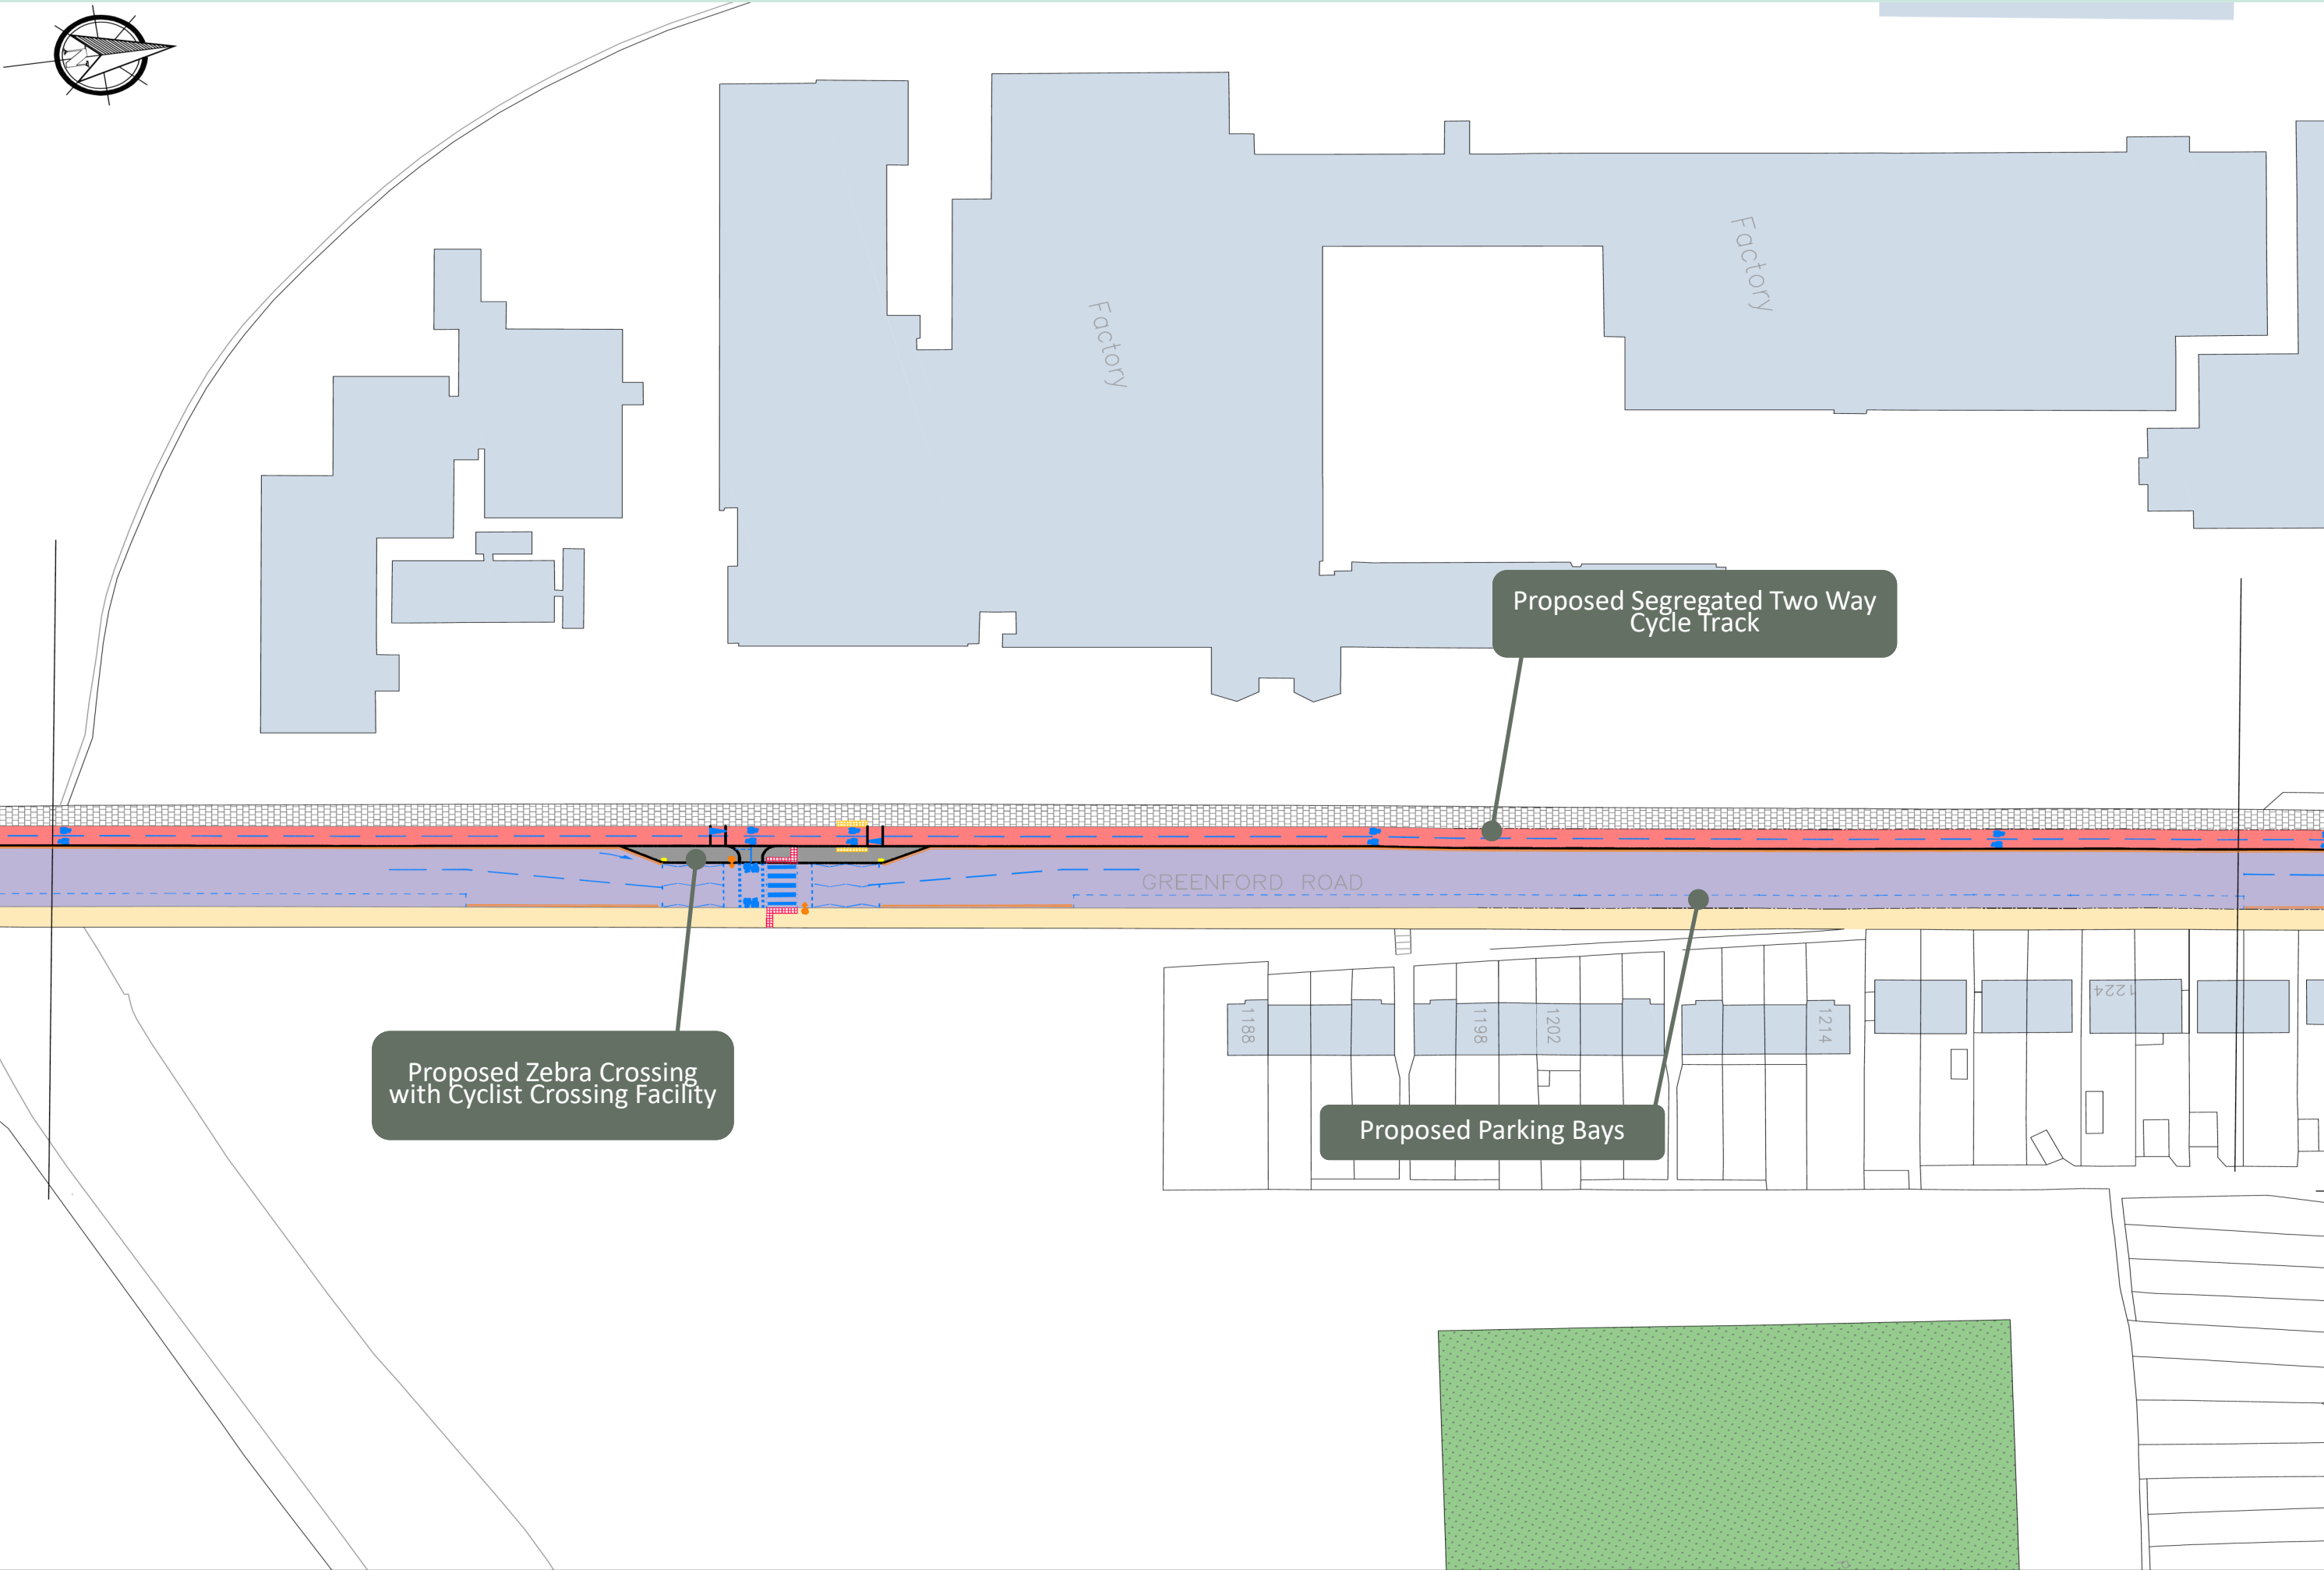 N
Factory
Factory
Proposed Segregated Two Way
Cycle Track
GREENFORD ROAD
Proposed Zebra Crossing
with Cyclist Crossing Facility
Proposed Parking Bays
1188
1198
1202
1214
1224